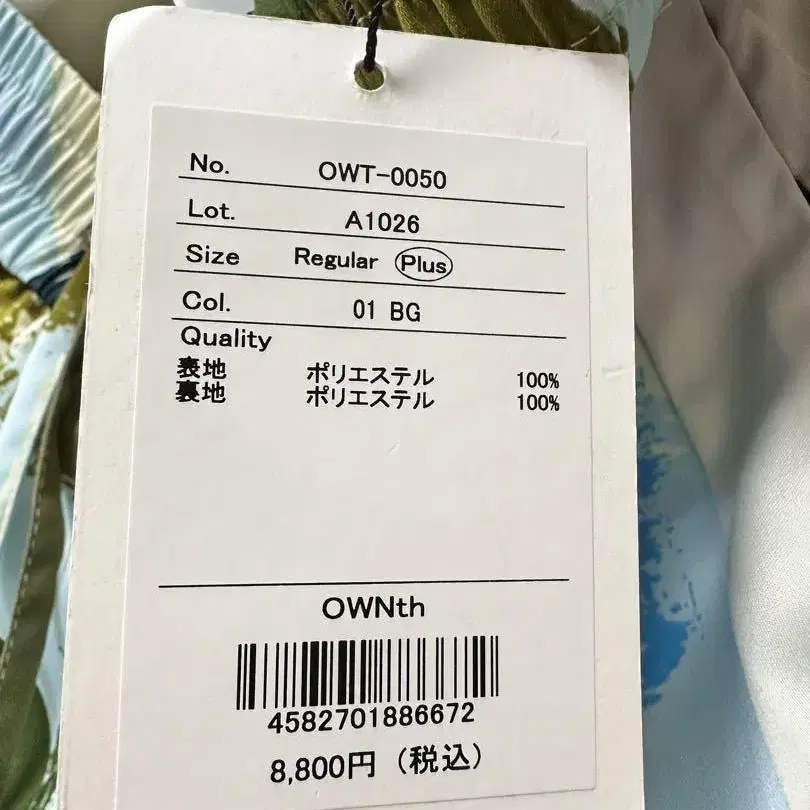 No. OWT-0050
Lot. A1026
Size Regular Plus
Col. 01 BG
Quality
表地 ポリエステル 100%
裏地 ポリエステル 100%
OWNth
4582701886672
8,800円（税込）